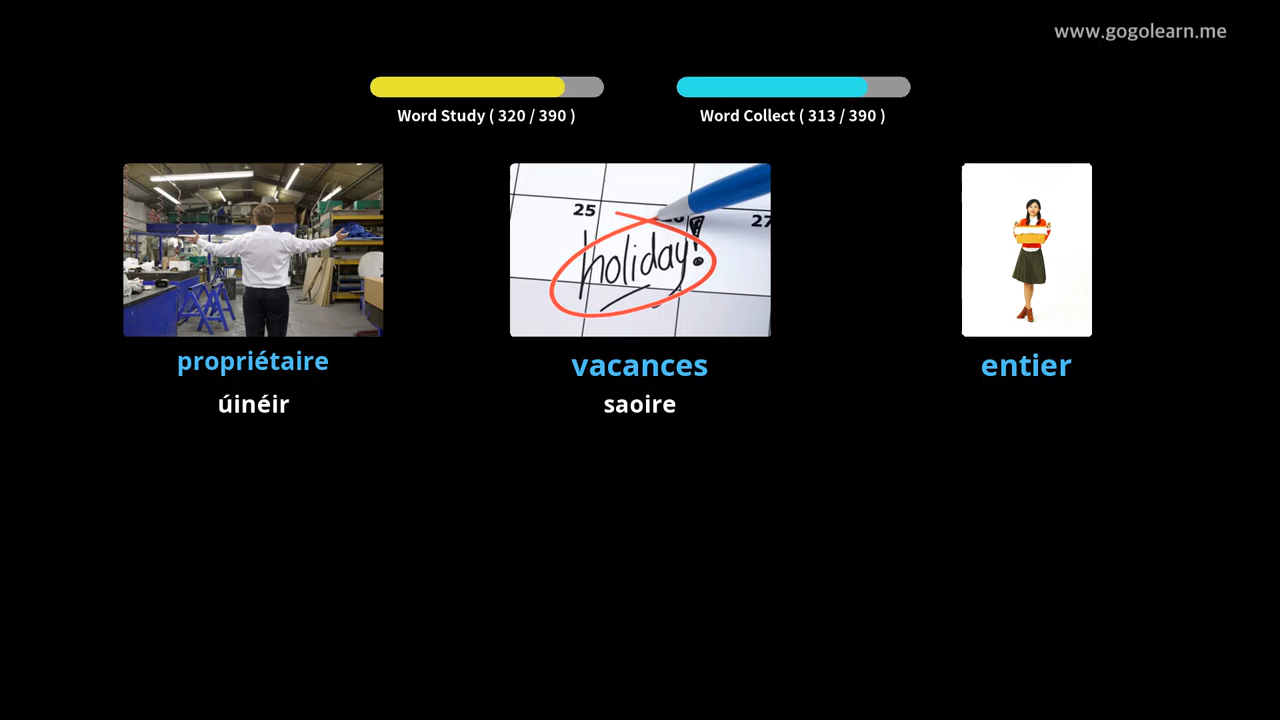 www.gogolearn.me
Word Study ( 320 / 390 )
Word Collect ( 313 / 390 )
25
27
holiday!
propriétaire
vacances
entier
úinéir
saoire